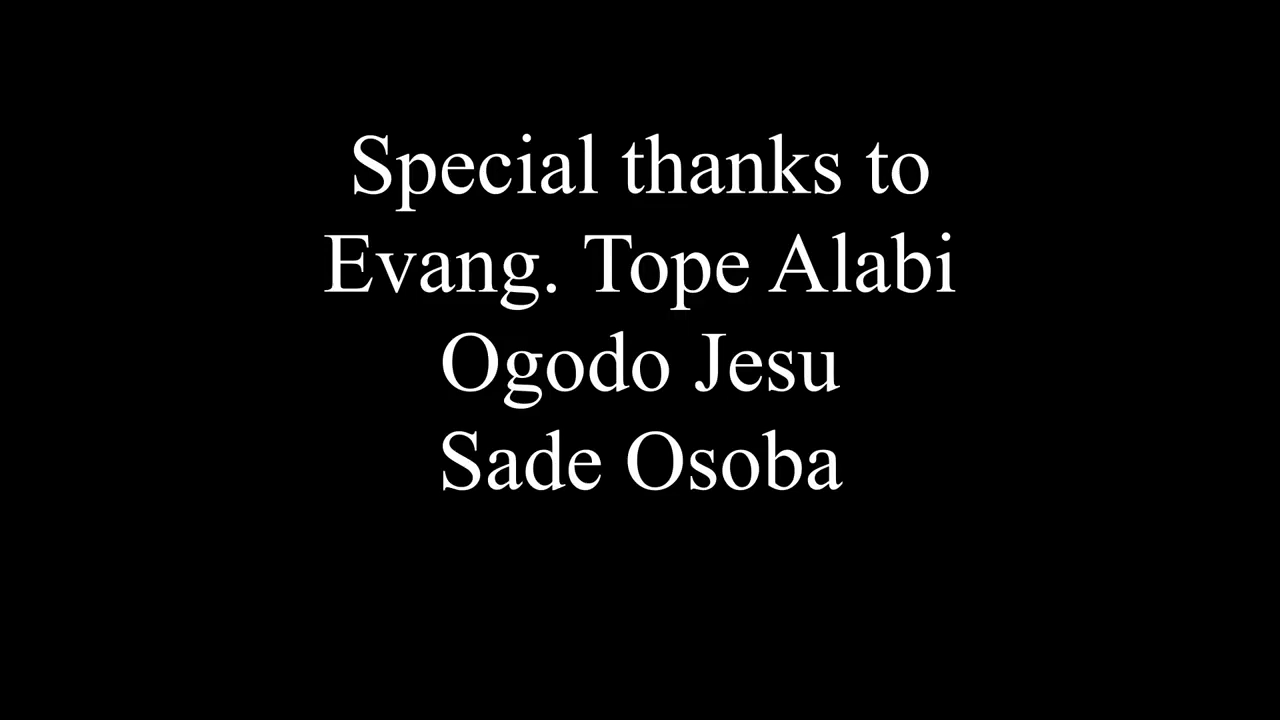 Special thanks to
Evang. Tope Alabi
Ogodo Jesu
Sade Osoba